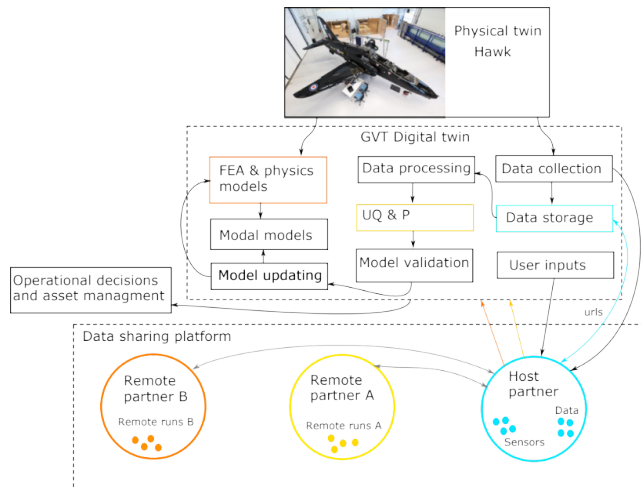 Physical twin
Hawk
GVT Digital twin
FEA & physics
models
Data processing
Data collection
UQ & P
Data storage
Modal models
Model validation
User inputs
Model updating
Operational decisions
and asset managment
urls
Data sharing platform
Remote
partner B
Remote runs B
Remote
partner A
Remote runs A
Host
partner
Data
Sensors